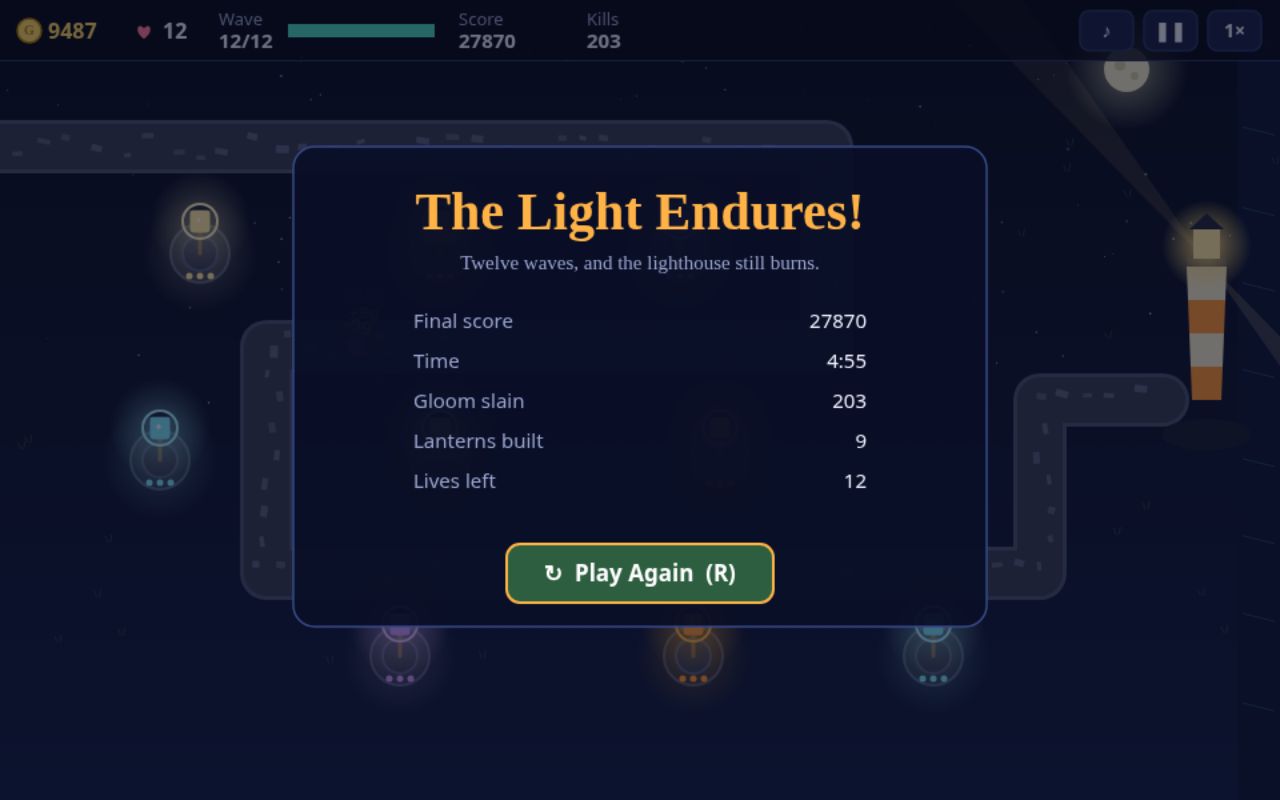 G 9487
12
Wave
12/12
Score
27870
Kills
203
♪
1×
The Light Endures!
Twelve waves, and the lighthouse still burns.
Final score 27870
Time 4:55
Gloom slain 203
Lanterns built 9
Lives left 12
↻ Play Again (R)